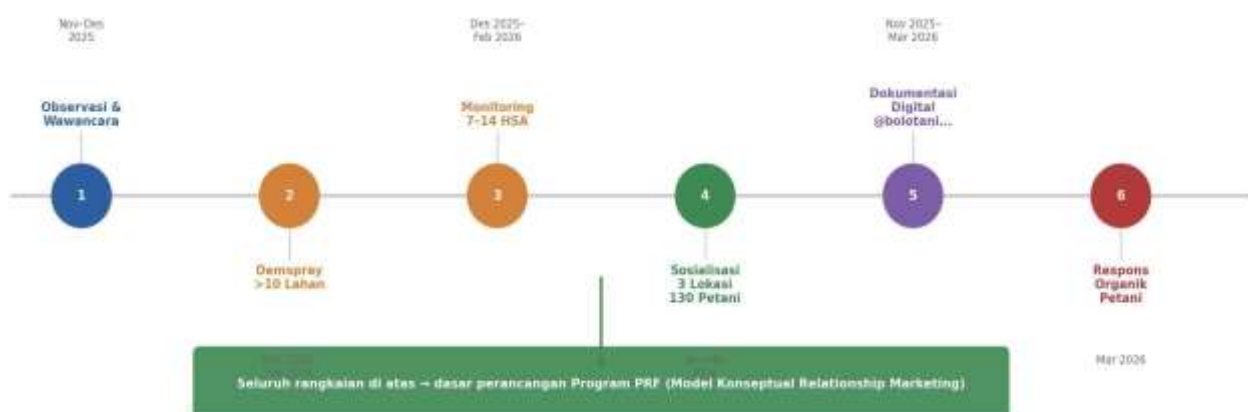 Nov–Des
2025
Des 2025–
Feb 2026
Nov 2025–
Mar 2026
Observasi &
Wawancara
Monitoring
7–14 HSA
Dokumentasi
Digital
@bolotani...
1
2
3
4
5
6
Demspray
>10 Lahan
Sosialisasi
3 Lokasi
130 Petani
Respons
Organik
Petani
Mar 2026
Seluruh rangkaian di atas → dasar perancangan Program PRF (Model Konseptual Relationship Marketing)